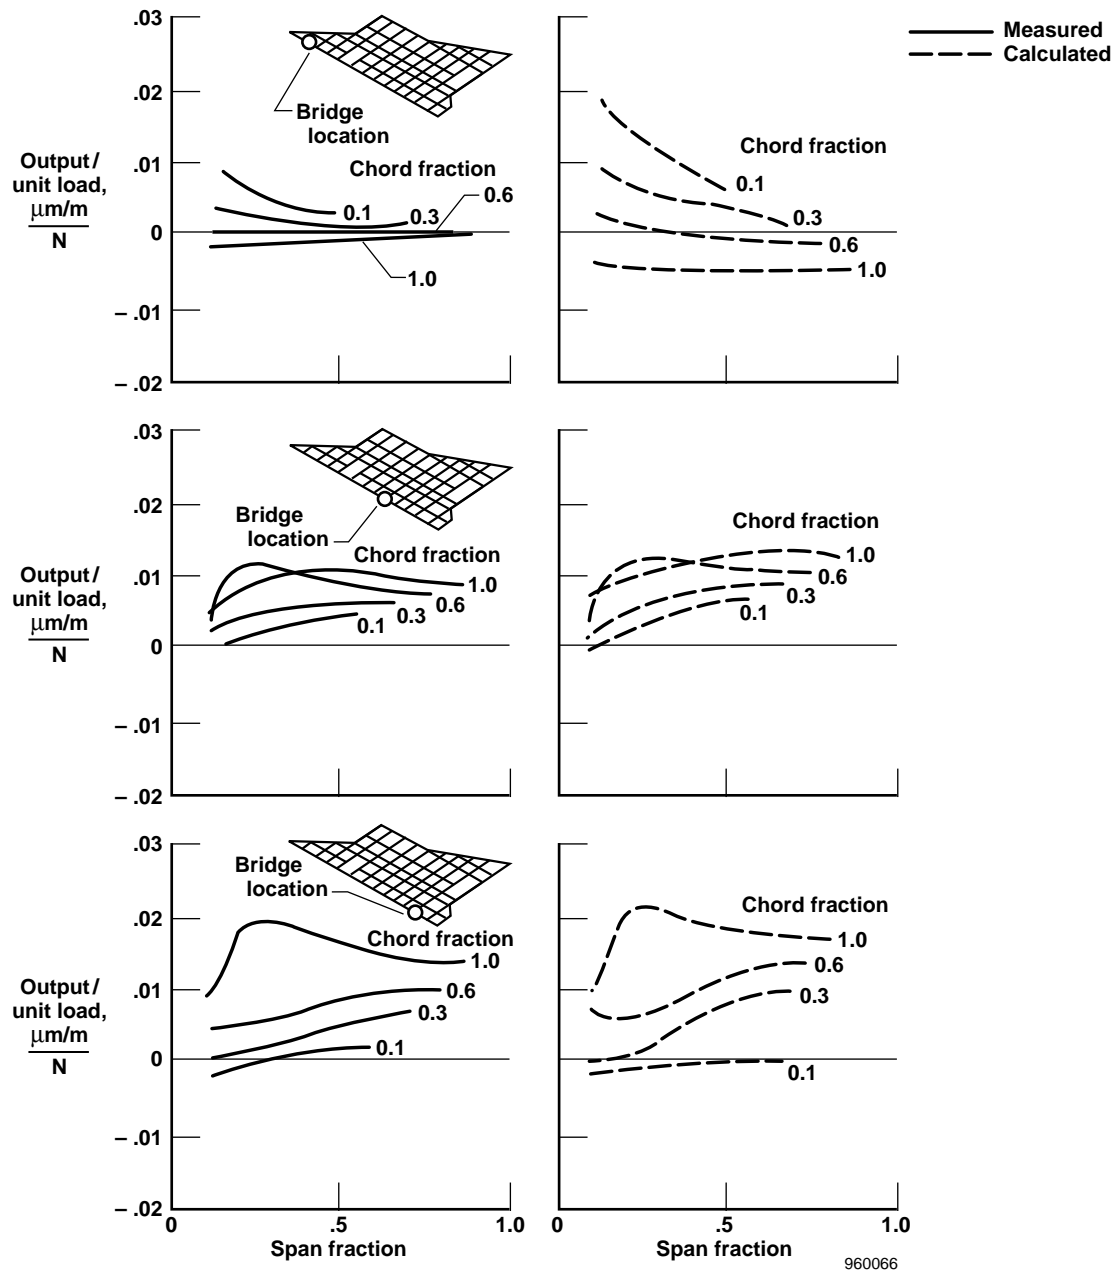 Measured
Calculated
.03
.02
.01
0
– .01
– .02
Output/
unit load,
μm/m
N
Bridge
location
Chord fraction
0.6
0.1
0.3
1.0
Chord fraction
0.1
0.3
0.6
1.0
.03
.02
.01
0
– .01
– .02
Output/
unit load,
μm/m
N
Bridge
location
Chord fraction
1.0
0.6
0.3
0.1
Chord fraction
1.0
0.6
0.3
0.1
.03
.02
.01
0
– .01
– .02
Output/
unit load,
μm/m
N
Bridge
location
Chord fraction
1.0
0.6
0.3
0.1
Chord fraction
1.0
0.6
0.3
0.1
0 .5 1.0
Span fraction
0 .5 1.0
Span fraction
960066